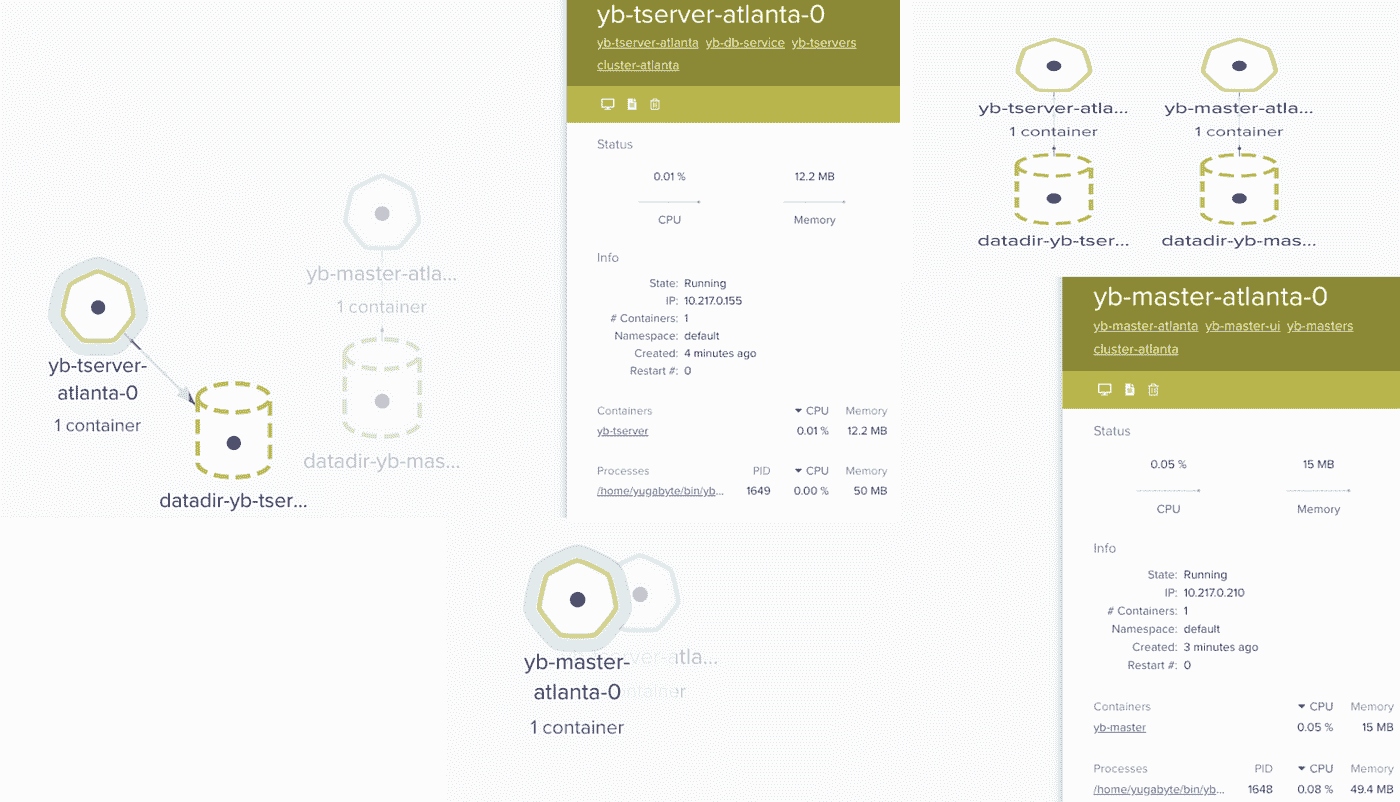 yb-master-atla...
1 container
datadir-yb-mas...
yb-tserver-
atlanta-0
1 container
datadir-yb-tser...
yb-tserver-atlanta-0
yb-tserver-atlanta yb-db-service yb-tservers
cluster-atlanta
Status
0.01 % 12.2 MB
CPU Memory
Info
State: Running
IP: 10.217.0.155
# Containers: 1
Namespace: default
Created: 4 minutes ago
Restart #: 0
Containers CPU Memory
yb-tserver 0.01 % 12.2 MB
Processes PID CPU Memory
/home/yugabyte/bin/yb... 1649 0.00 % 50 MB
yb-tserver-atla... yb-master-atla...
1 container 1 container
datadir-yb-tser... datadir-yb-mas...
yb-master-
atlanta-0
1 container
yb-master-atlanta-0
yb-master-atlanta yb-master-ui yb-masters
cluster-atlanta
Status
0.05 % 15 MB
CPU Memory
Info
State: Running
IP: 10.217.0.210
# Containers: 1
Namespace: default
Created: 3 minutes ago
Restart #: 0
Containers CPU Memory
yb-master 0.05 % 15 MB
Processes PID CPU Memory
/home/yugabyte/bin/yb... 1648 0.08 % 49.4 MB